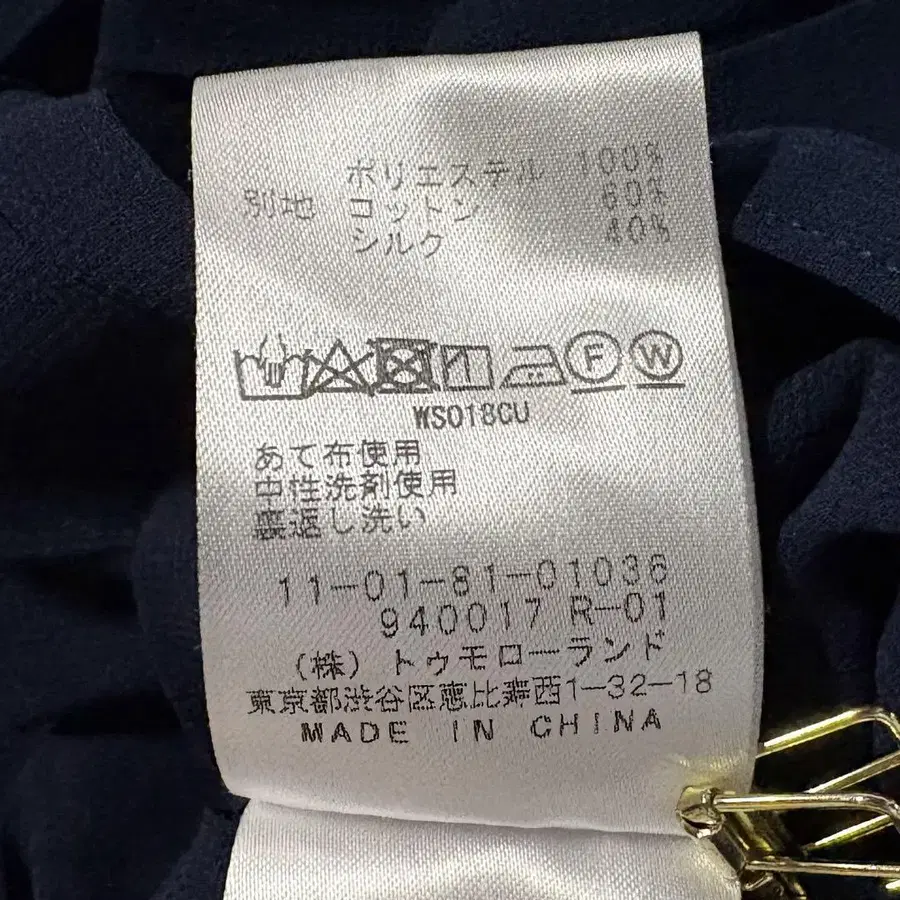 ポリエステル 100%
別地 コットン 60%
シルク 40%
F W
WS018CU
あて布使用
中性洗剤使用
裏返し洗い
11-01-81-01036
940017 R-01
(株) トゥモローランド
東京都渋谷区恵比寿西1-32-18
MADE IN CHINA